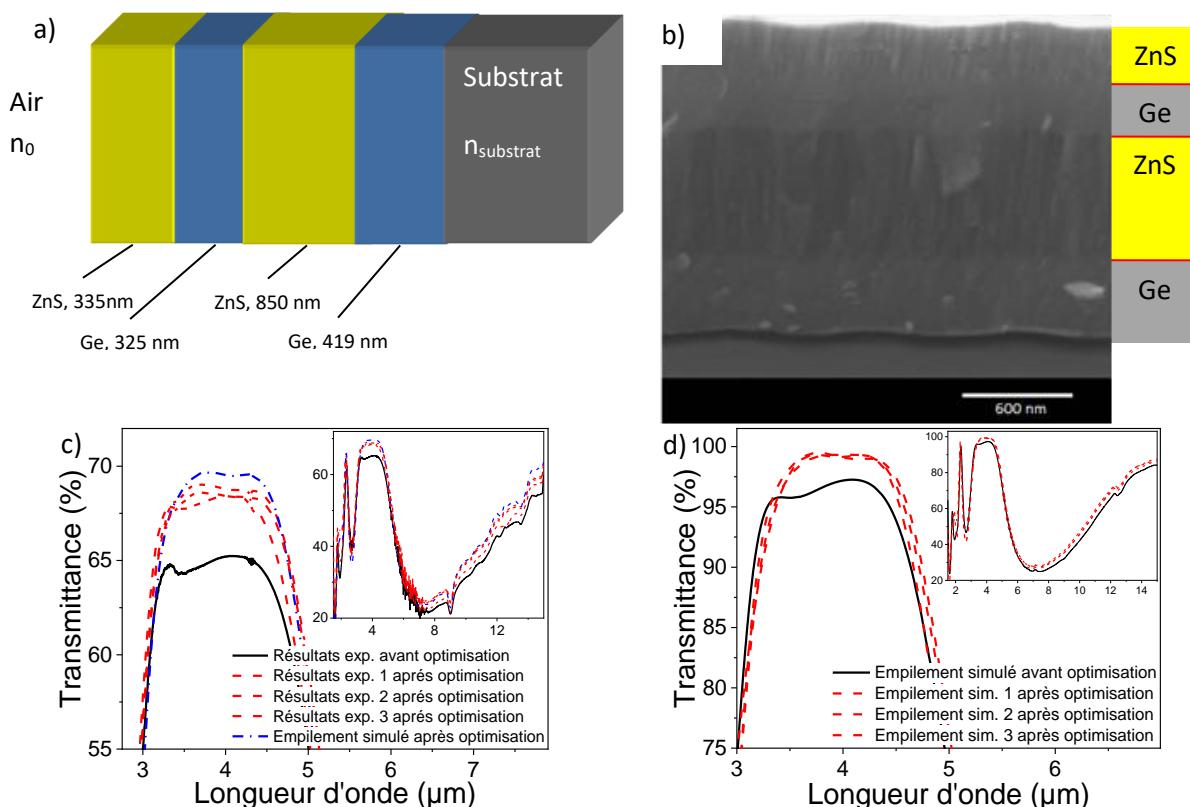 a)
Air
n0
Substrat
nsubstrat
ZnS, 335nm
ZnS, 850 nm
Ge, 325 nm
Ge, 419 nm
b)
ZnS
Ge
ZnS
Ge
600 nm
c)
Transmittance (%)
70
65
60
55
3 4 5 6 7
Longueur d'onde (µm)
60
40
20
4 8 12
Résultats exp. avant optimisation
Résultats exp. 1 aprés optimisation
Résultats exp. 2 aprés optimisation
Résultats exp. 3 aprés optimisation
Empilement simulé après optimisation
d)
Transmittance (%)
100
95
90
85
80
75
3 4 5 6 7
Longueur d'onde (µm)
100
80
60
40
20
2 4 6 8 10 12 14
Empilement simulé avant optimisation
Empilement sim. 1 après optimisation
Empilement sim. 2 après optimisation
Empilement sim. 3 après optimisation